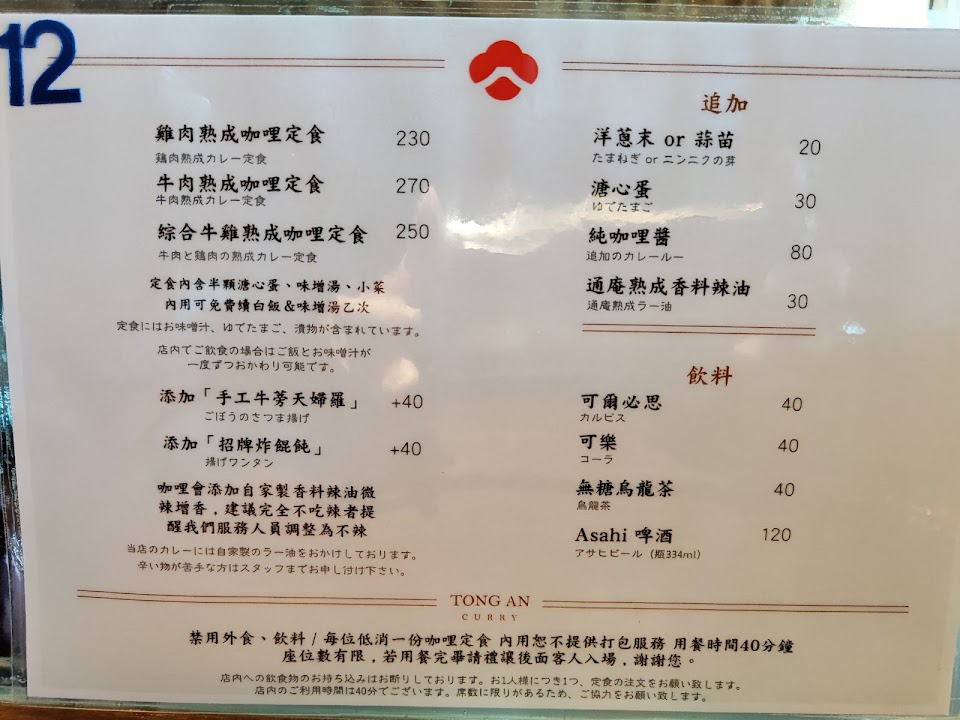 12
雞肉熟成咖哩定食 230
鶏肉熟成カレー定食
牛肉熟成咖哩定食 270
牛肉熟成カレー定食
綜合牛雞熟成咖哩定食 250
牛肉と鶏肉の熟成カレー定食
定食內含半顆溏心蛋、味增湯、小菜
內用可免費續白飯&味增湯乙次
定食にはお味噌汁、ゆでたまご、漬物が含まれています。
店内でご飲食の場合はご飯とお味噌汁が
一度ずつおかわり可能です。
添加「手工牛蒡天婦羅」 +40
ごぼうのさつま揚げ
添加「招牌炸餛飩」 +40
揚げワンタン
咖哩會添加自家製香料辣油微
辣增香，建議完全不吃辣者提
醒我們服務人員調整為不辣
当店のカレーには自家製のラー油をおかけしております。
辛い物が苦手な方はスタッフまでお申し付け下さい。
追加
洋蔥末 or 蒜苗 20
たまねぎ or ニンニクの芽
溏心蛋 30
ゆでたまご
純咖哩醬 80
追加のカレールー
通庵熟成香料辣油 30
通庵熟成ラー油
飲料
可爾必思 40
カルピス
可樂 40
コーラ
無糖烏龍茶 40
烏龍茶
Asahi 啤酒 120
アサヒビール（瓶334ml）
TONG AN
CURRY
禁用外食、飲料 / 每位低消一份咖哩定食 內用恕不提供打包服務 用餐時間40分鐘
座位數有限，若用餐完畢請禮讓後面客人入場，謝謝您。
店内への飲食物のお持ち込みはお断りしております。お1人様につき1つ、定食の注文をお願い致します。
店内のご利用時間は40分でございます。席数に限りがあるため、ご協力をお願い致します。